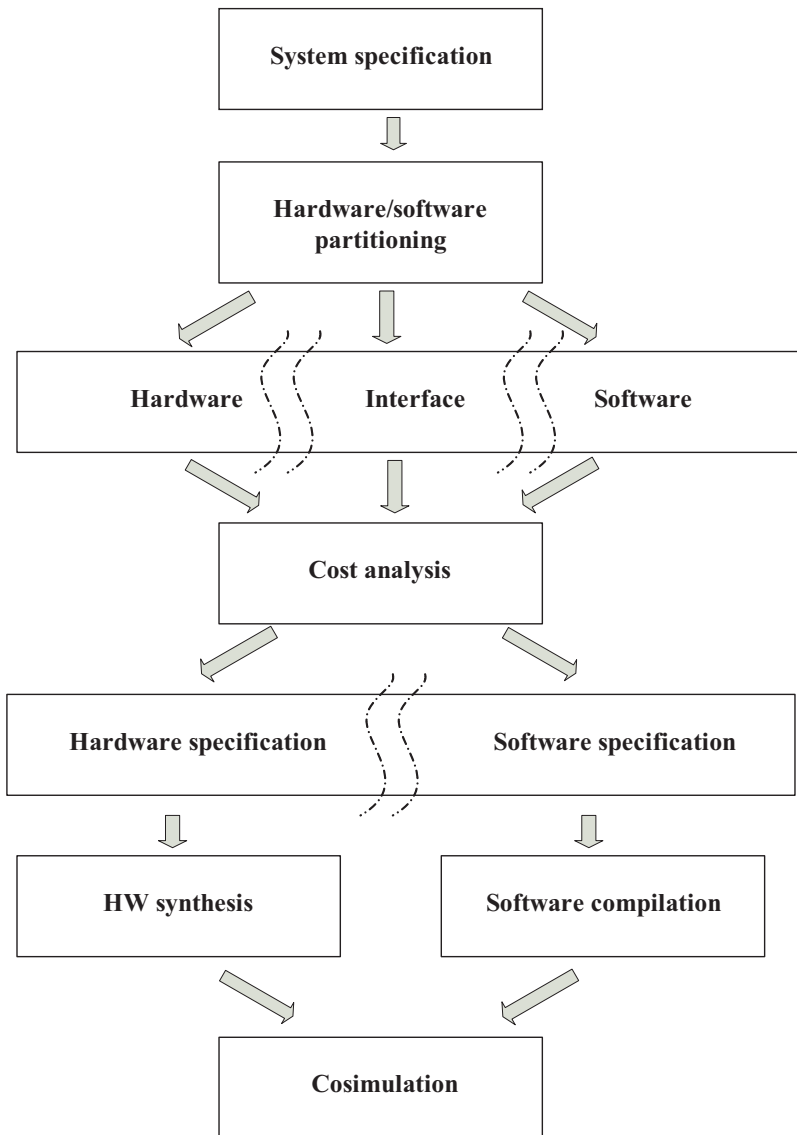 System specification
Hardware/software
partitioning
Hardware Interface Software
Cost analysis
Hardware specification Software specification
HW synthesis Software compilation
Cosimulation